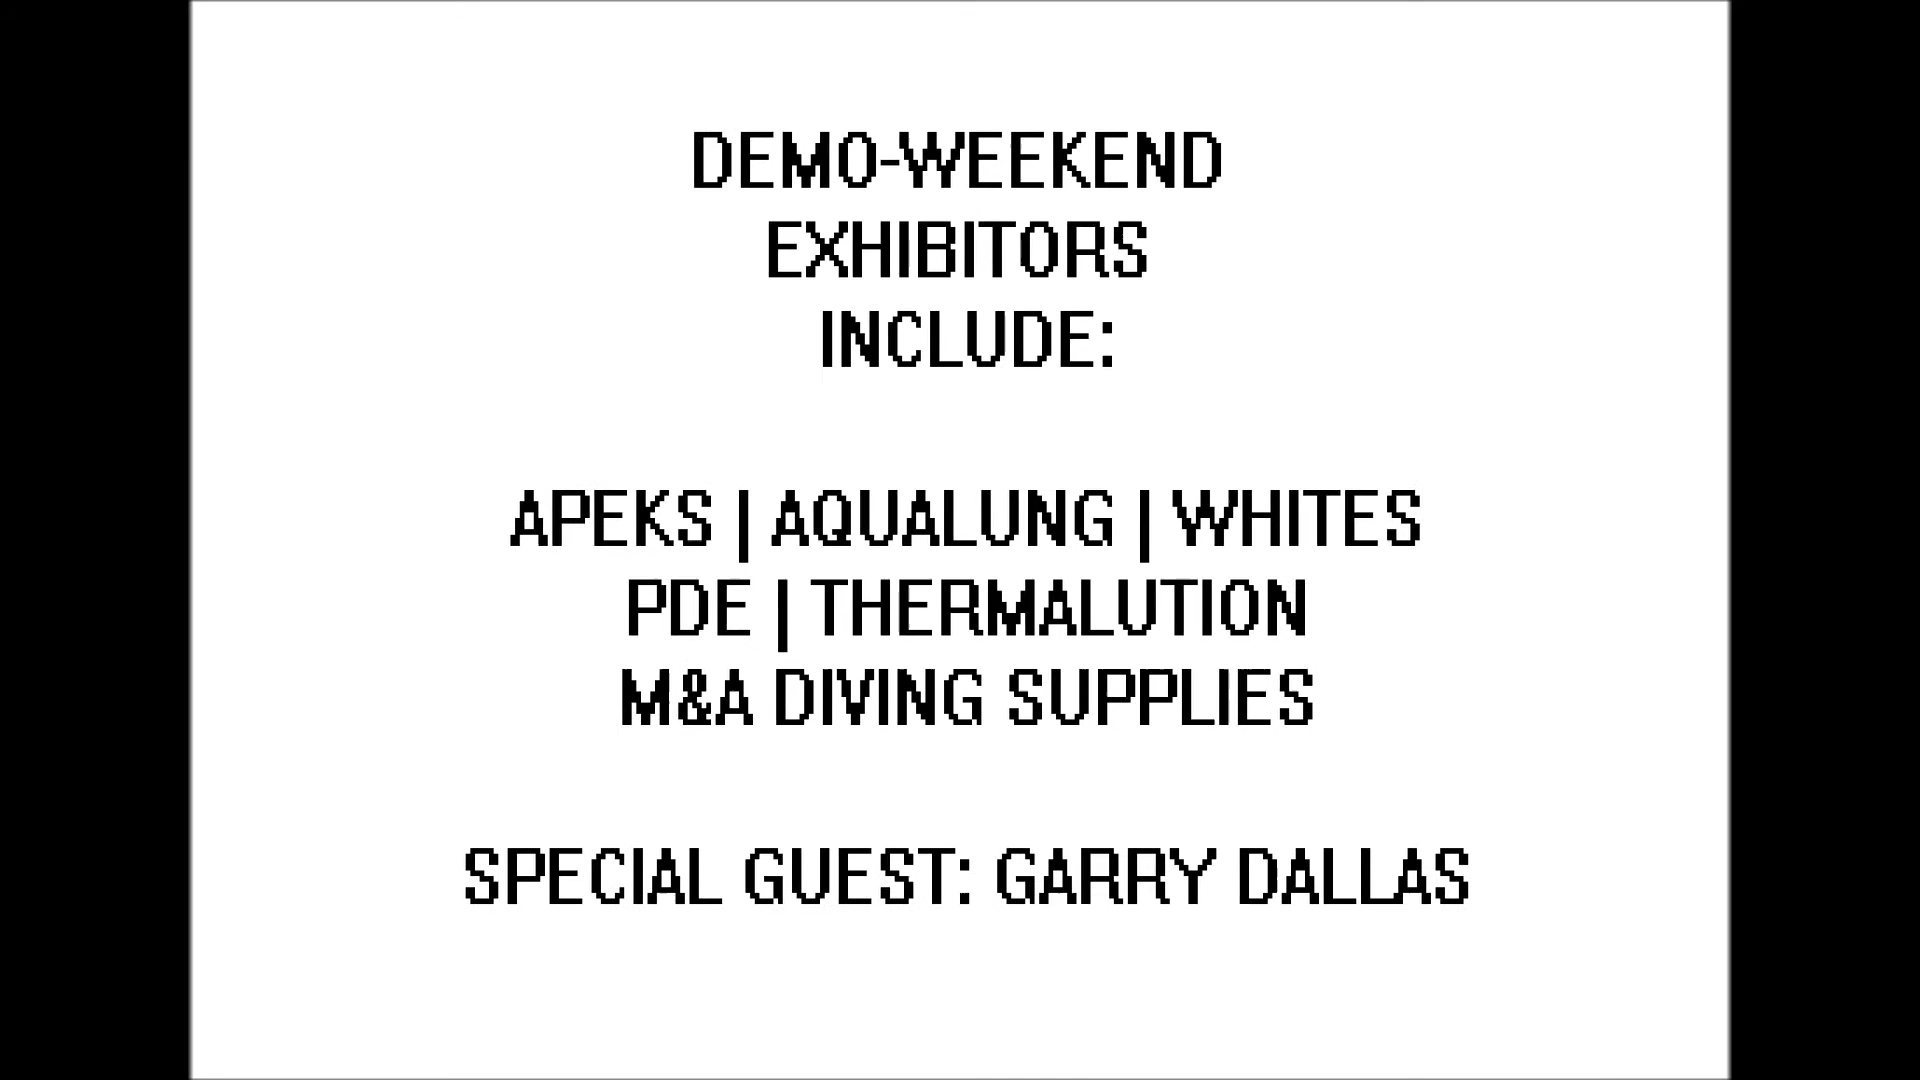 DEMO-WEEKEND
EXHIBITORS
INCLUDE:
APEKS | AQUALUNG | WHITES
PDE | THERMALUTION
M&A DIVING SUPPLIES
SPECIAL GUEST: GARRY DALLAS